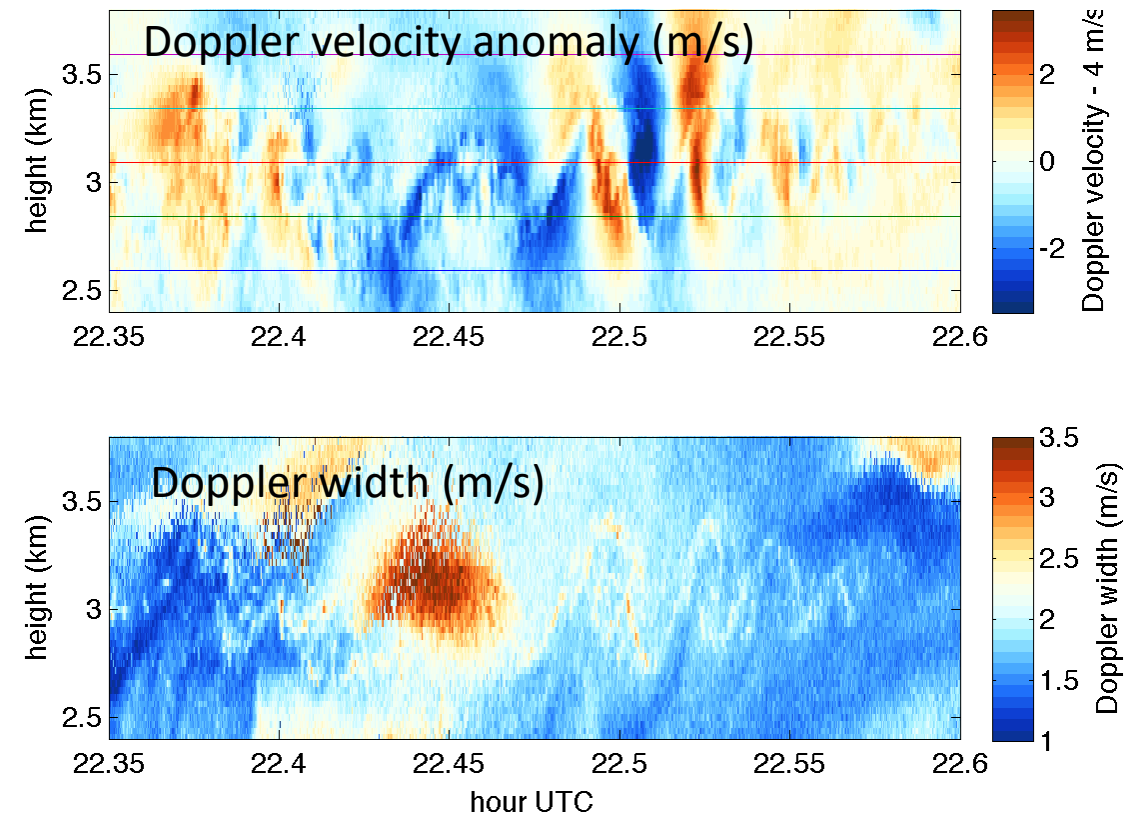 Doppler velocity anomaly (m/s)
height (km)
3.5
3
2.5
22.35 22.4 22.45 22.5 22.55 22.6
2
0
-2
Doppler velocity - 4 m/s
Doppler width (m/s)
height (km)
3.5
3
2.5
22.35 22.4 22.45 22.5 22.55 22.6
hour UTC
3.5
3
2.5
2
1.5
1
Doppler width (m/s)